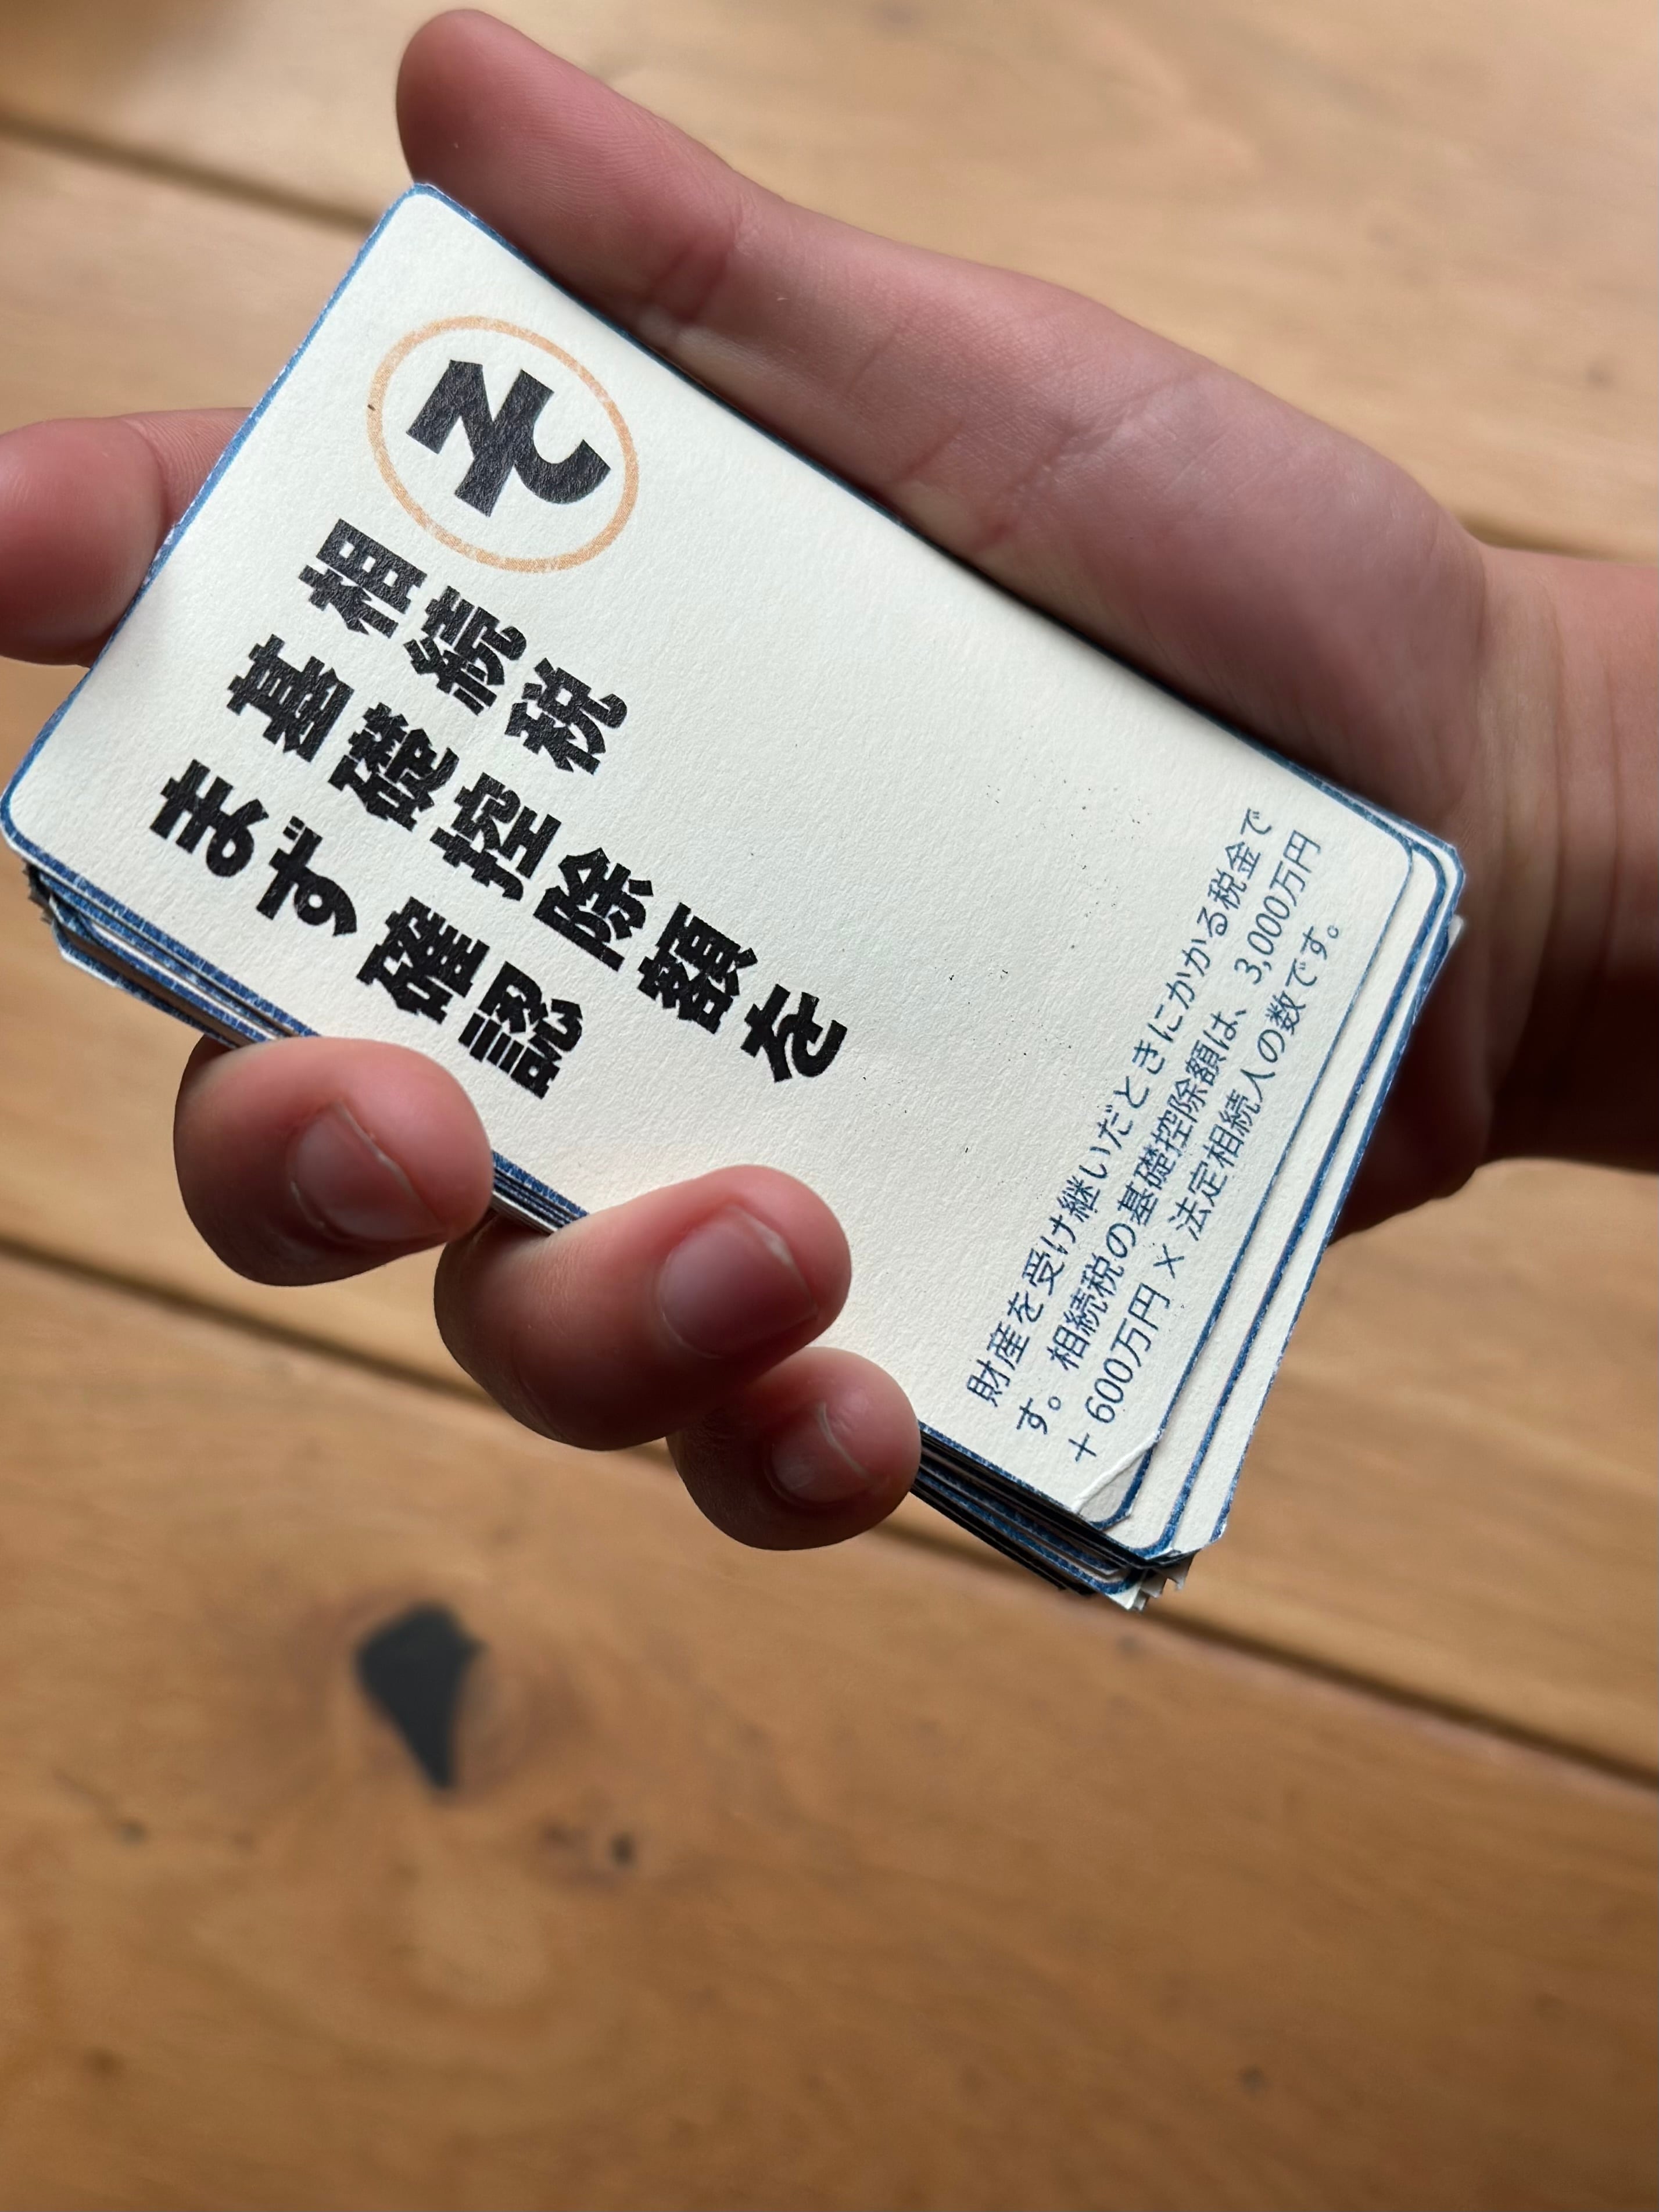 そ
相続税
基礎控除額を
まず確認
財産を受け継いだときにかかる税金で
す。相続税の基礎控除額は、3,000万円
+ 600万円 × 法定相続人の数です。